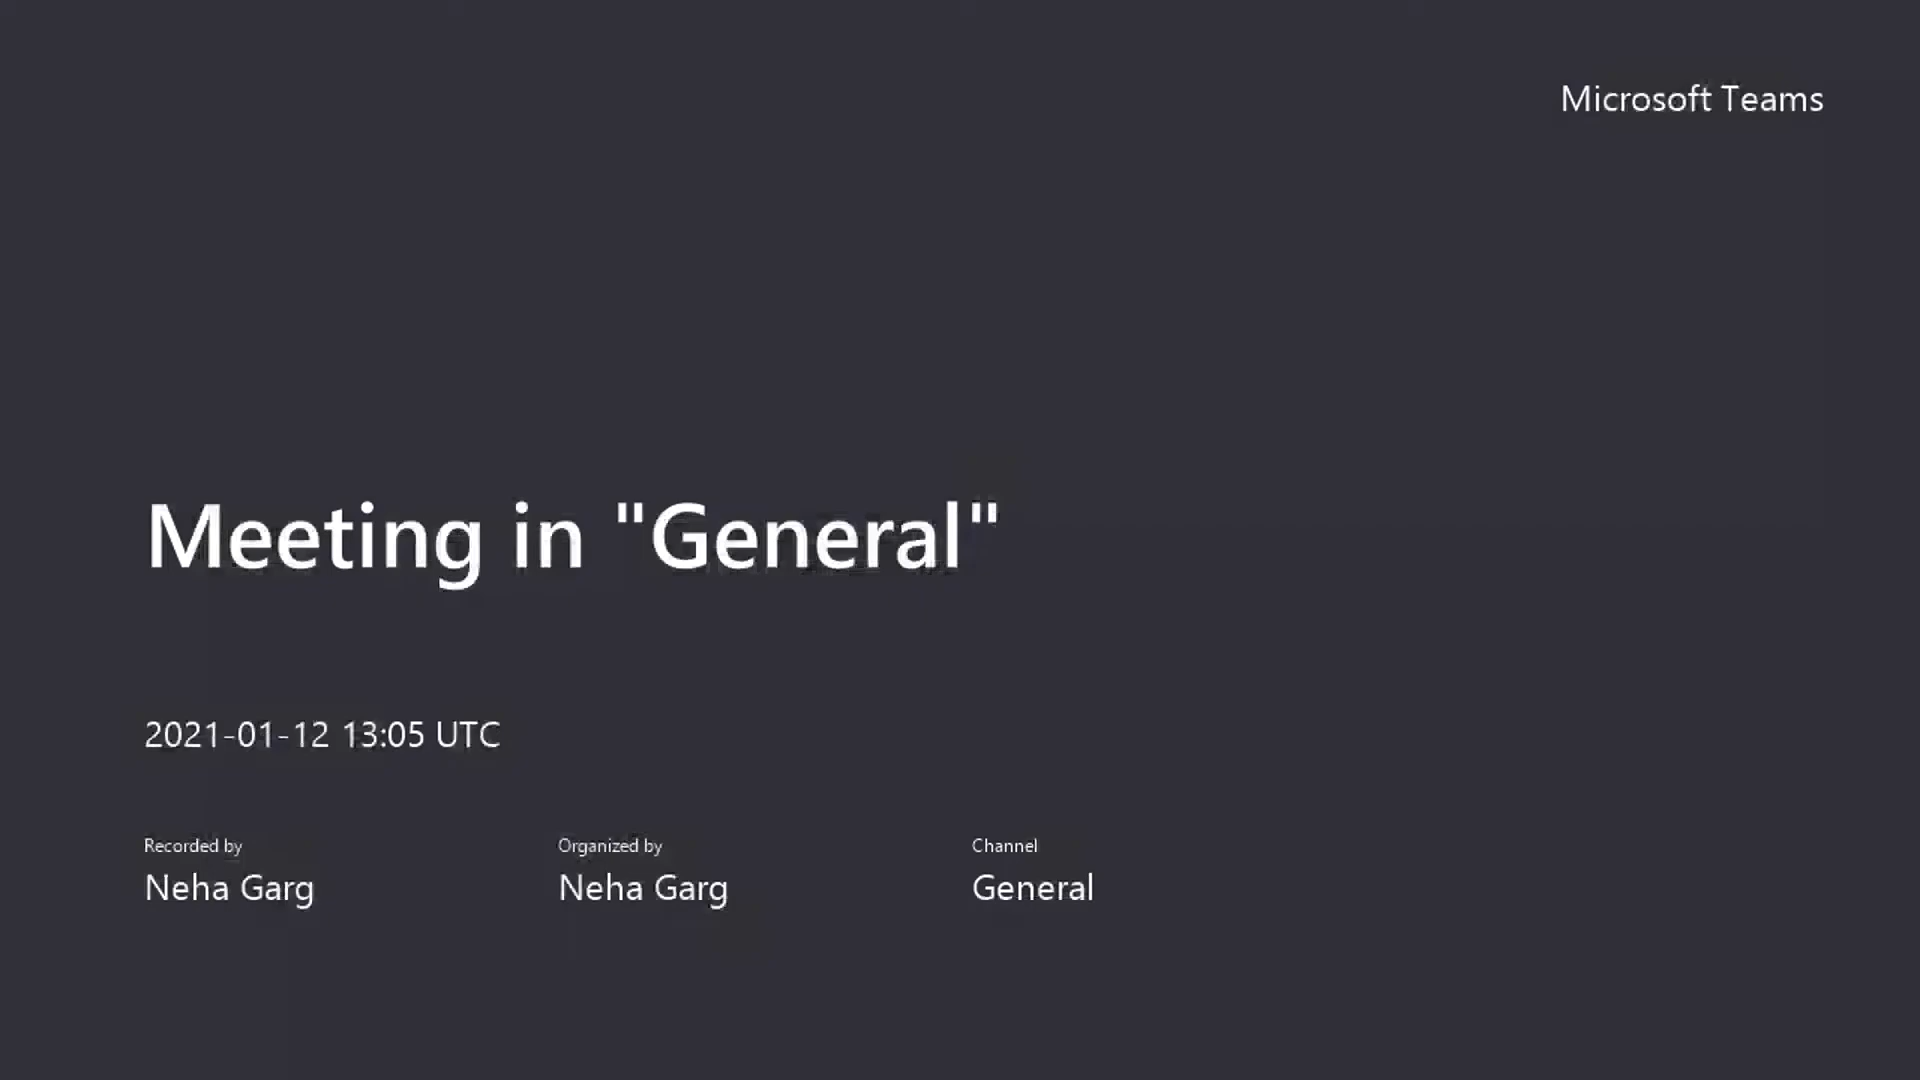 Microsoft Teams
Meeting in "General"
2021-01-12 13:05 UTC
Recorded by
Neha Garg
Organized by
Neha Garg
Channel
General